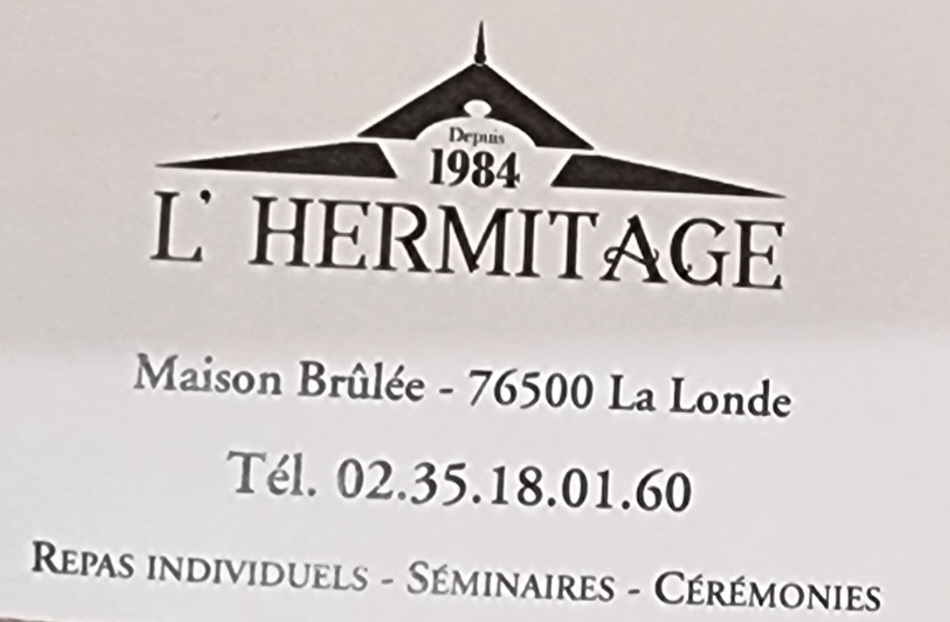 Depuis
1984
L' HERMITAGE
Maison Brûlée - 76500 La Londe
Tél. 02.35.18.01.60
REPAS INDIVIDUELS - SÉMINAIRES - CÉRÉMONIES